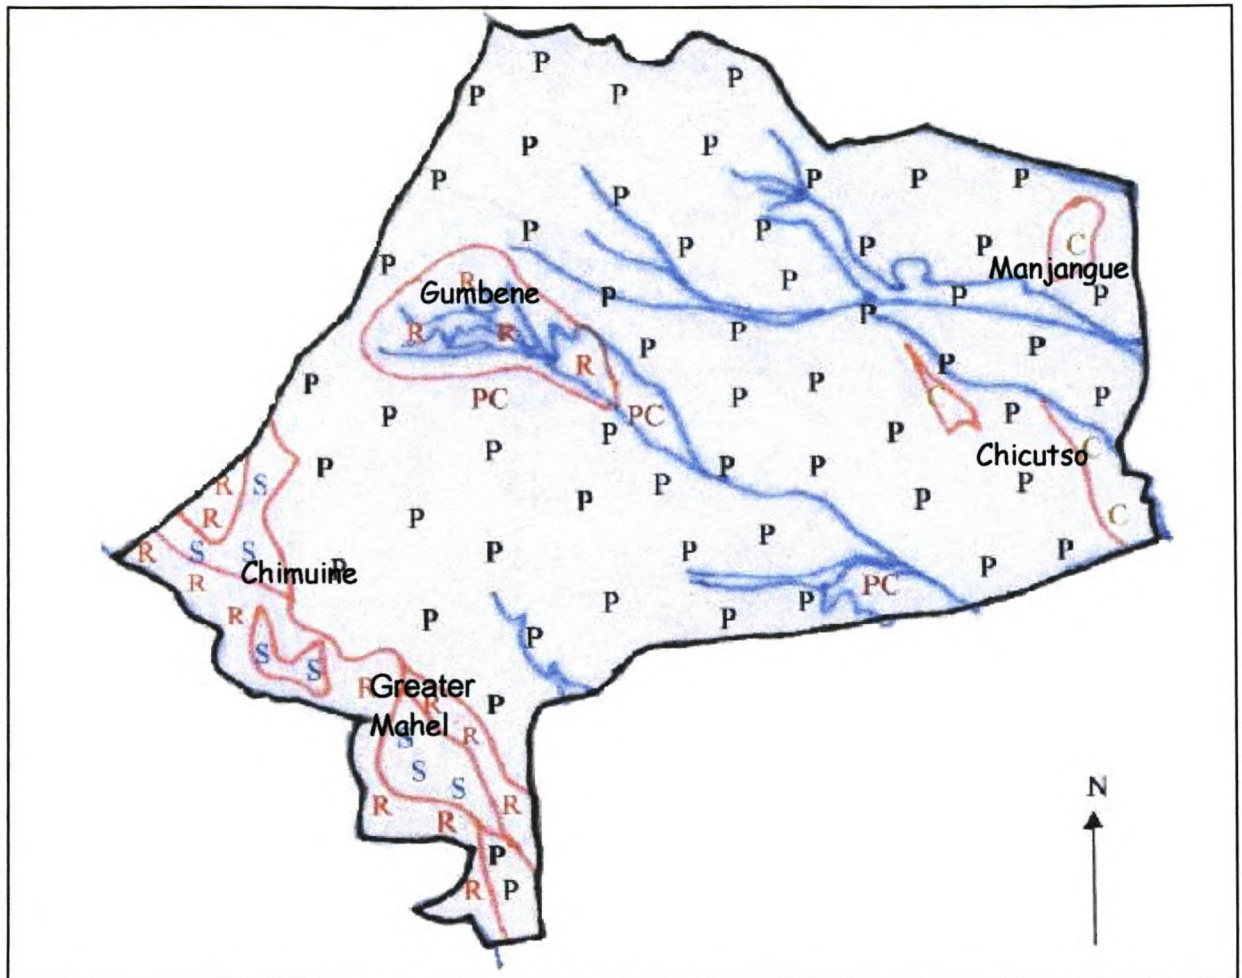 P
P
P P
P P
P P P P P
P P
P P P C
P Manjangue
R P
Gumbene P P P
P
R R P
P P
R P
P P
PC P C P
P PC P
P P
P Chicutso C
P P P
R S P P
P P
R P C
P
R S S P P P
Chimuine P P
R PC
P P
R P P
P
S
S
R Greater
R P
Mahel
S R
S
S N
R R
R
P
R P